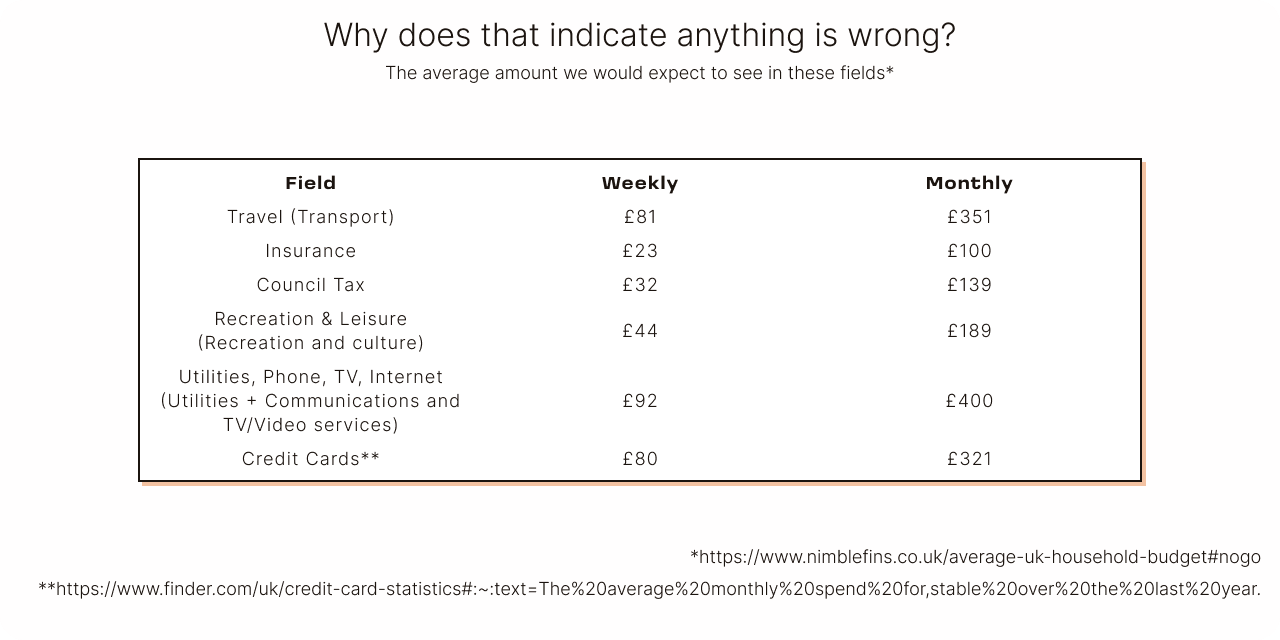 Why does that indicate anything is wrong?
The average amount we would expect to see in these fields*
Field Weekly Monthly
Travel (Transport) £81 £351
Insurance £23 £100
Council Tax £32 £139
Recreation & Leisure
(Recreation and culture) £44 £189
Utilities, Phone, TV, Internet
(Utilities + Communications and £92 £400
TV/Video services)
Credit Cards** £80 £321
*https://www.nimblefins.co.uk/average-uk-household-budget#nogo
**https://www.finder.com/uk/credit-card-statistics#:~:text=The%20average%20monthly%20spend%20for,stable%20over%20the%20last%20year.